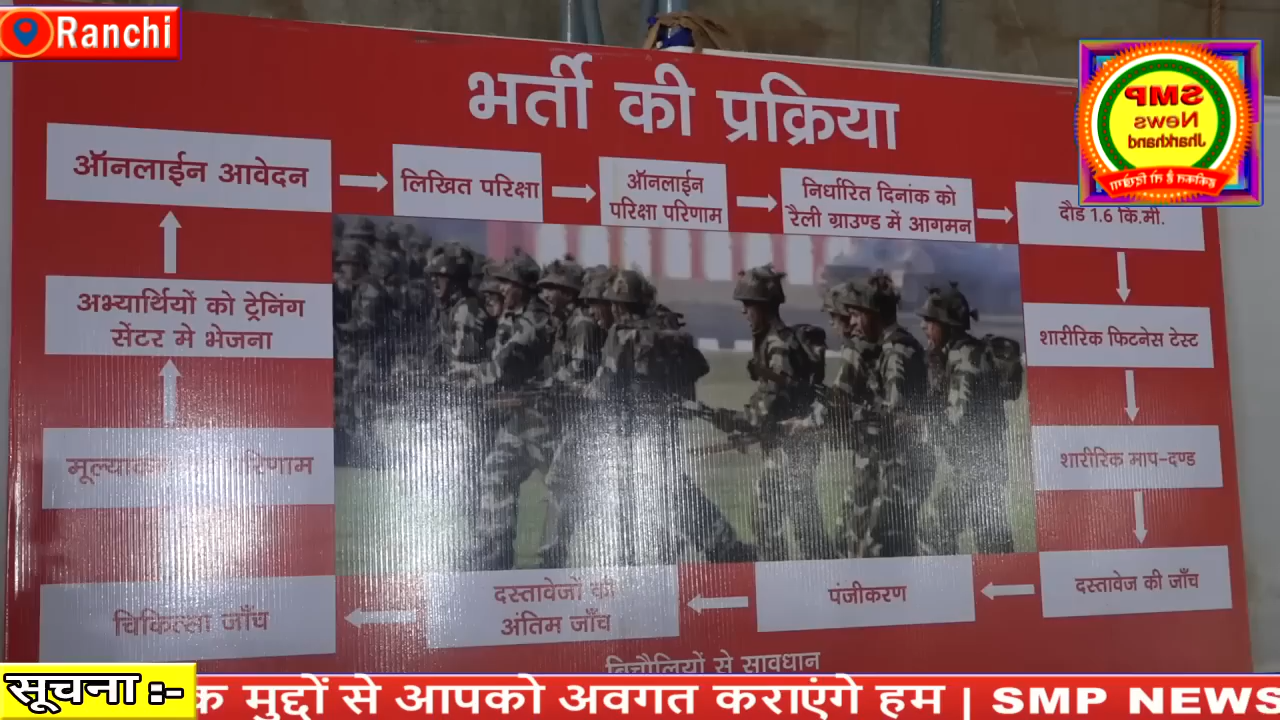 Ranchi
भर्ती की प्रक्रिया
SMP
News
Jharkhand
ऑनलाईन आवेदन
लिखित परिक्षा
ऑनलाईन
परिक्षा परिणाम
निर्धारित दिनांक को
रैली ग्राउण्ड में आगमन
दौड 1.6 कि.मी.
अभ्यार्थियों को ट्रेनिंग
सेंटर मे भेजना
शारीरिक फिटनेस टेस्ट
शारीरिक माप-दण्ड
दस्तावेज की जाँच
पंजीकरण
दस्तावेजों की
अंतिम जाँच
चिकित्सा जाँच
बिचौलियों से सावधान
सूचना :-
मुद्दों से आपको अवगत कराएंगे हम | SMP NEWS